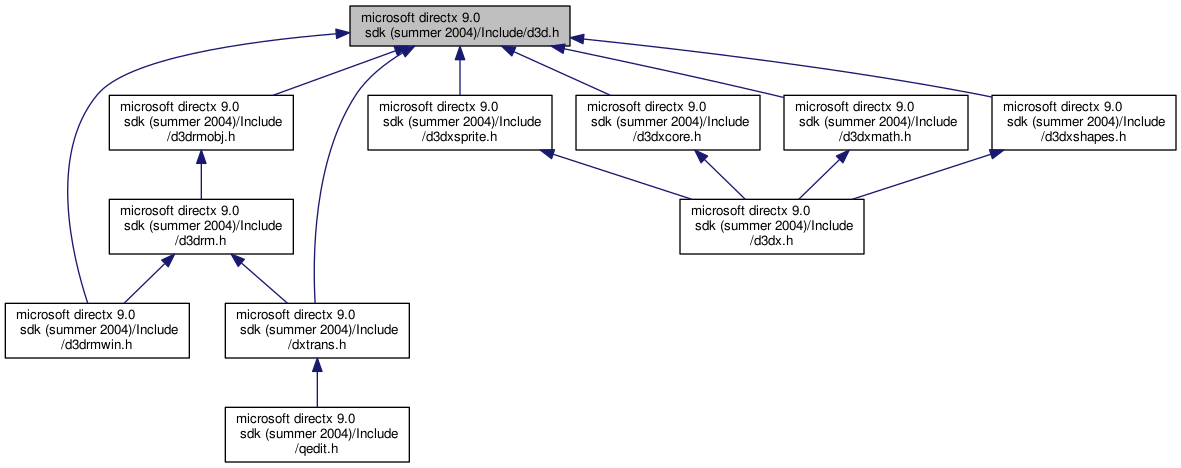 microsoft directx 9.0
sdk (summer 2004)/Include/d3d.h
microsoft directx 9.0
sdk (summer 2004)/Include
/d3drmobj.h
microsoft directx 9.0
sdk (summer 2004)/Include
/d3dxsprite.h
microsoft directx 9.0
sdk (summer 2004)/Include
/d3dxcore.h
microsoft directx 9.0
sdk (summer 2004)/Include
/d3dxmath.h
microsoft directx 9.0
sdk (summer 2004)/Include
/d3dxshapes.h
microsoft directx 9.0
sdk (summer 2004)/Include
/d3drm.h
microsoft directx 9.0
sdk (summer 2004)/Include
/d3dx.h
microsoft directx 9.0
sdk (summer 2004)/Include
/d3drmwin.h
microsoft directx 9.0
sdk (summer 2004)/Include
/dxtrans.h
microsoft directx 9.0
sdk (summer 2004)/Include
/qedit.h